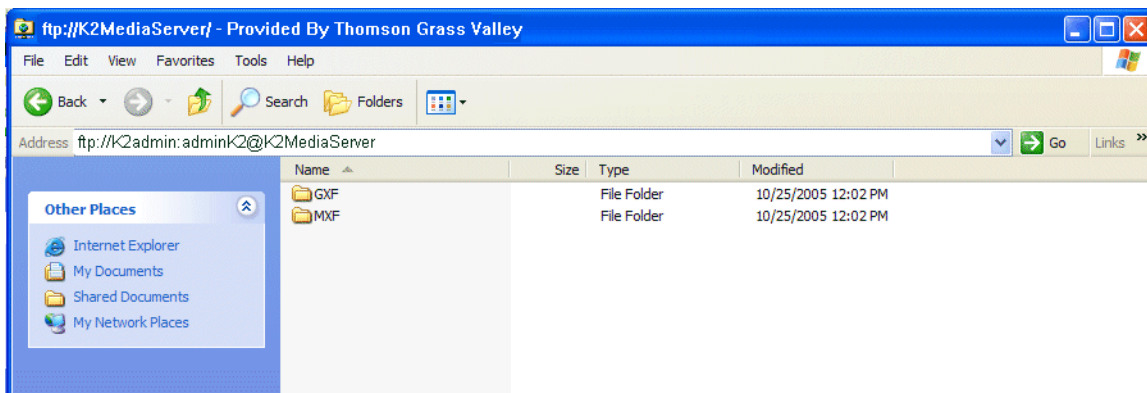 ftp://K2MediaServer/ - Provided By Thomson Grass Valley
File Edit View Favorites Tools Help
Back Search Folders
Address ftp://K2admin:adminK2@K2MediaServer Go Links »
Name Size Type Modified
GXF File Folder 10/25/2005 12:02 PM
MXF File Folder 10/25/2005 12:02 PM
Other Places
Internet Explorer
My Documents
Shared Documents
My Network Places